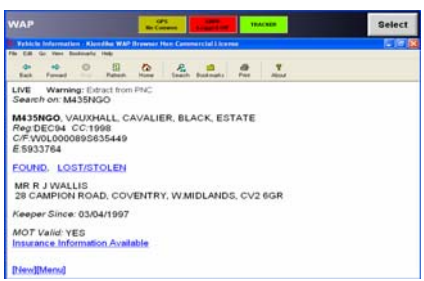 WAP
GPS
No Comms
TRACKER
Select
Vehicle Information - Klondike WAP Browser Non Commercial License
File Edit Go View Bookmarks Help
Back Forward Stop Refresh Home Search Bookmarks Print About
LIVE Warning: Extract from PNC
Search on: M435NGO
M435NGO, VAUXHALL, CAVALIER, BLACK, ESTATE
Reg:DEC94 CC:1998
C/F:W0L000089S635449
E:5933764
FOUND, LOST/STOLEN
MR R J WALLIS
28 CAMPION ROAD, COVENTRY, W.MIDLANDS, CV2 6GR
Keeper Since: 03/04/1997
MOT Valid: YES
Insurance Information Available
[New][Menu]